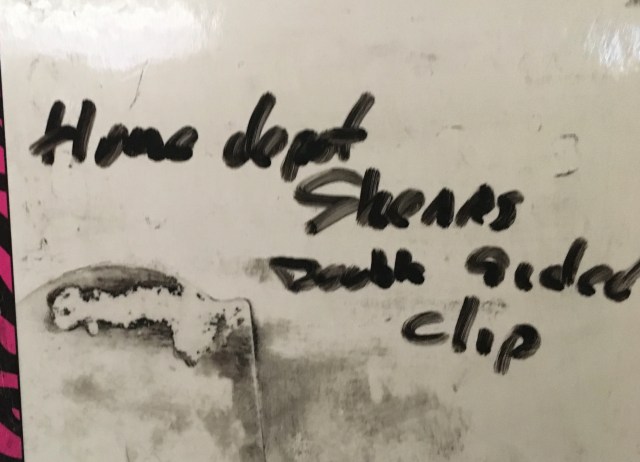 Home depot
Shears
Double Sided
Clip